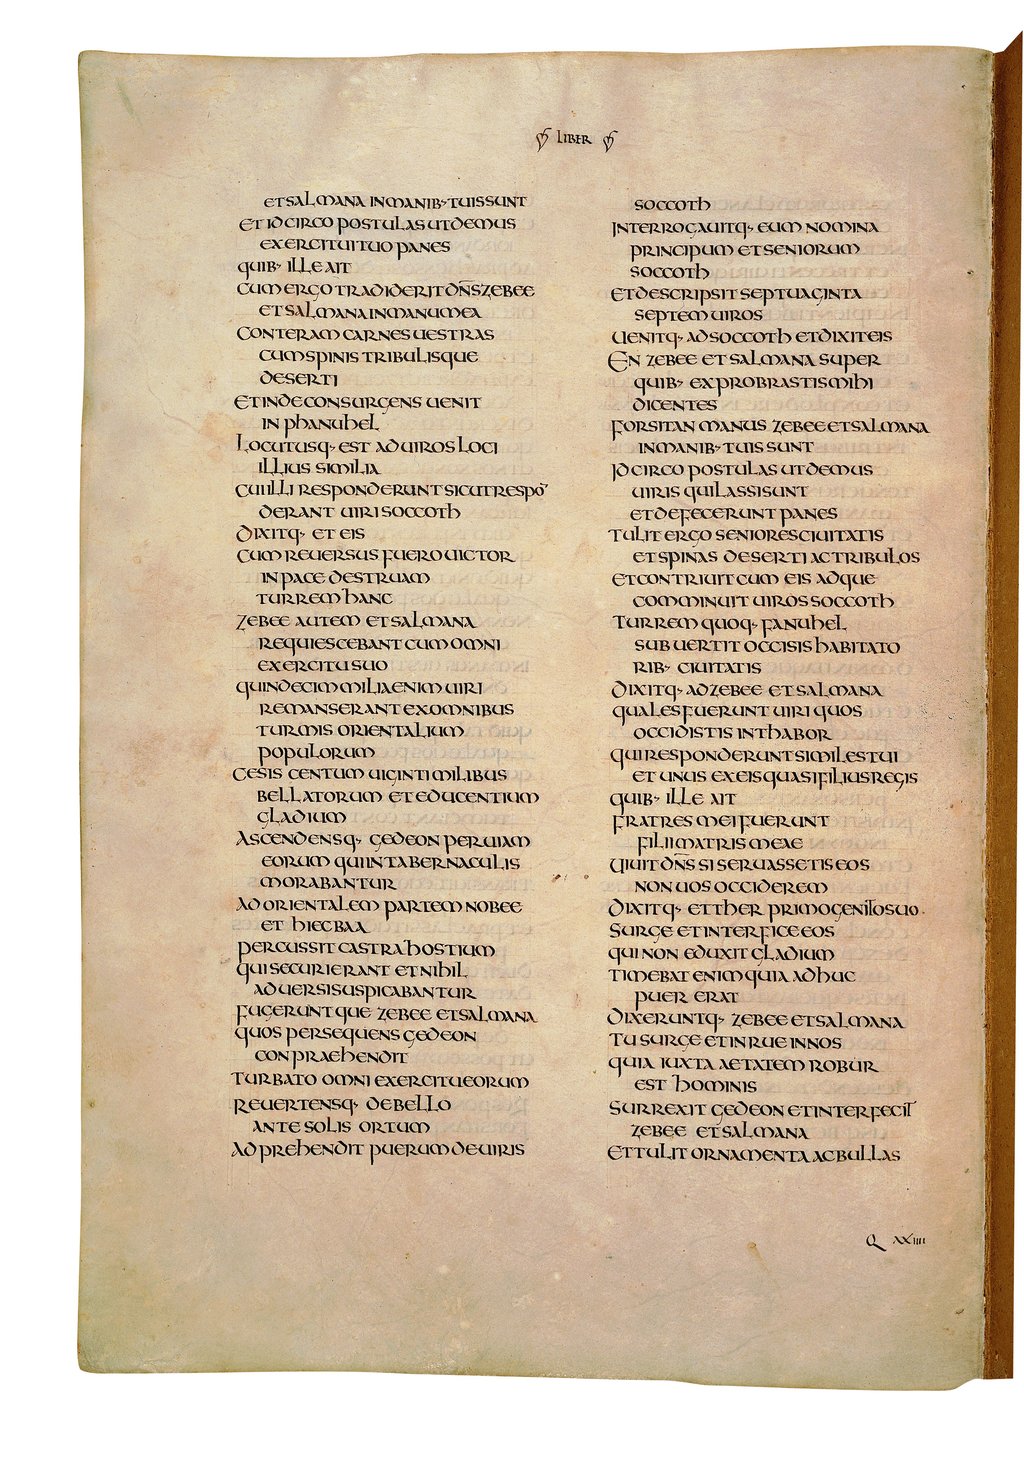 LIBER
ET SALMANA IN MANIB· TUIS SUNT
ET IDCIRCO POSTULAS UT DEMUS
EXERCITUI TUO PANES
QUIB· ILLE AIT
CUM ERGO TRADIDERIT DN̄S ZEBEE
ET SALMANA IN MANU MEA
CONTERAM CARNES UESTRAS
CUM SPINIS TRIBULISQUE
DESERTI
ET INDE CONSURGENS UENIT
IN PHANUHEL
LOCUTUSQ· EST AD UIROS LOCI
ILLIUS SIMILIA
CUI ILLI RESPONDERUNT SICUT RESPO̅
DERANT UIRI SOCCOTH
DIXITQ· ET EIS
CUM REUERSUS FUERO UICTOR
IN PACE DESTRUAM
TURREM HANC
ZEBEE AUTEM ET SALMANA
REQUIESCEBANT CUM OMNI
EXERCITU SUO
QUINDECIM MILIA ENIM UIRI
REMANSERANT EX OMNIBUS
TURMIS ORIENTALIUM
POPULORUM
CESIS CENTUM UIGINTI MILIBUS
BELLATORUM ET EDUCENTIUM
GLADIUM
ASCENDENSQ· GEDEON PER UIAM
EORUM QUI IN TABERNACULIS
MORABANTUR
AD ORIENTALEM PARTEM NOBEE
ET HIECBAA
PERCUSSIT CASTRA HOSTIUM
QUI SECURI ERANT ET NIHIL
ADUERSI SUSPICABANTUR
FUGERUNTQUE ZEBEE ET SALMANA
QUOS PERSEQUENS GEDEON
CONPRAEHENDIT
TURBATO OMNI EXERCITU EORUM
REUERTENSQ· DE BELLO
ANTE SOLIS ORTUM
ADPREHENDIT PUERUM DE UIRIS
SOCCOTH
INTERROGAUITQ· EUM NOMINA
PRINCIPUM ET SENIORUM
SOCCOTH
ET DESCRIPSIT SEPTUAGINTA
SEPTEM UIROS
UENITQ· AD SOCCOTH ET DIXIT EIS
EN ZEBEE ET SALMANA SUPER
QUIB· EXPROBRASTIS MIHI
DICENTES
FORSITAN MANUS ZEBEE ET SALMANA
IN MANIB· TUIS SUNT
IDCIRCO POSTULAS UT DEMUS
UIRIS QUI LASSI SUNT
ET DEFECERUNT PANES
TULIT ERGO SENIORES CIUITATIS
ET SPINAS DESERTI AC TRIBULOS
ET CONTRIUIT CUM EIS ADQUE
COMMINUIT UIROS SOCCOTH
TURREM QUOQ· FANUHEL
SUBUERTIT OCCISIS HABITATO
RIB· CIUITATIS
DIXITQ· AD ZEBEE ET SALMANA
QUALES FUERUNT UIRI QUOS
OCCIDISTIS IN THABOR
QUI RESPONDERUNT SIMILES TUI
ET UNUS EX EIS QUASI FILIUS REGIS
QUIB· ILLE AIT
FRATRES MEI FUERUNT
FILII MATRIS MEAE
UIUIT DN̄S SI SERUASSETIS EOS
NON UOS OCCIDEREM
DIXITQ· ETTHER PRIMOGENITO SUO
SURGE ET INTERFICE EOS
QUI NON EDUXIT GLADIUM
TIMEBAT ENIM QUIA ADHUC
PUER ERAT
DIXERUNTQ· ZEBEE ET SALMANA
TU SURGE ET INRUE IN NOS
QUIA IUXTA AETATEM ROBUR
EST HOMINIS
SURREXIT GEDEON ET INTERFECIT
ZEBEE ET SALMANA
ET TULIT ORNAMENTA AC BULLAS
Q XXIIII